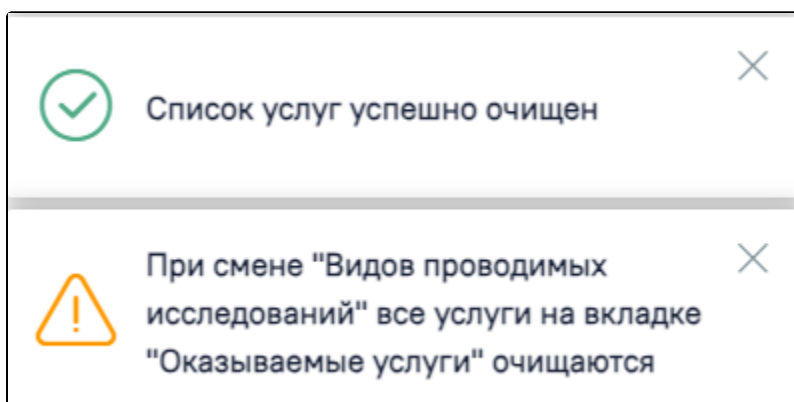 Список услуг успешно очищен
При смене "Видов проводимых
исследований" все услуги на вкладке
"Оказываемые услуги" очищаются